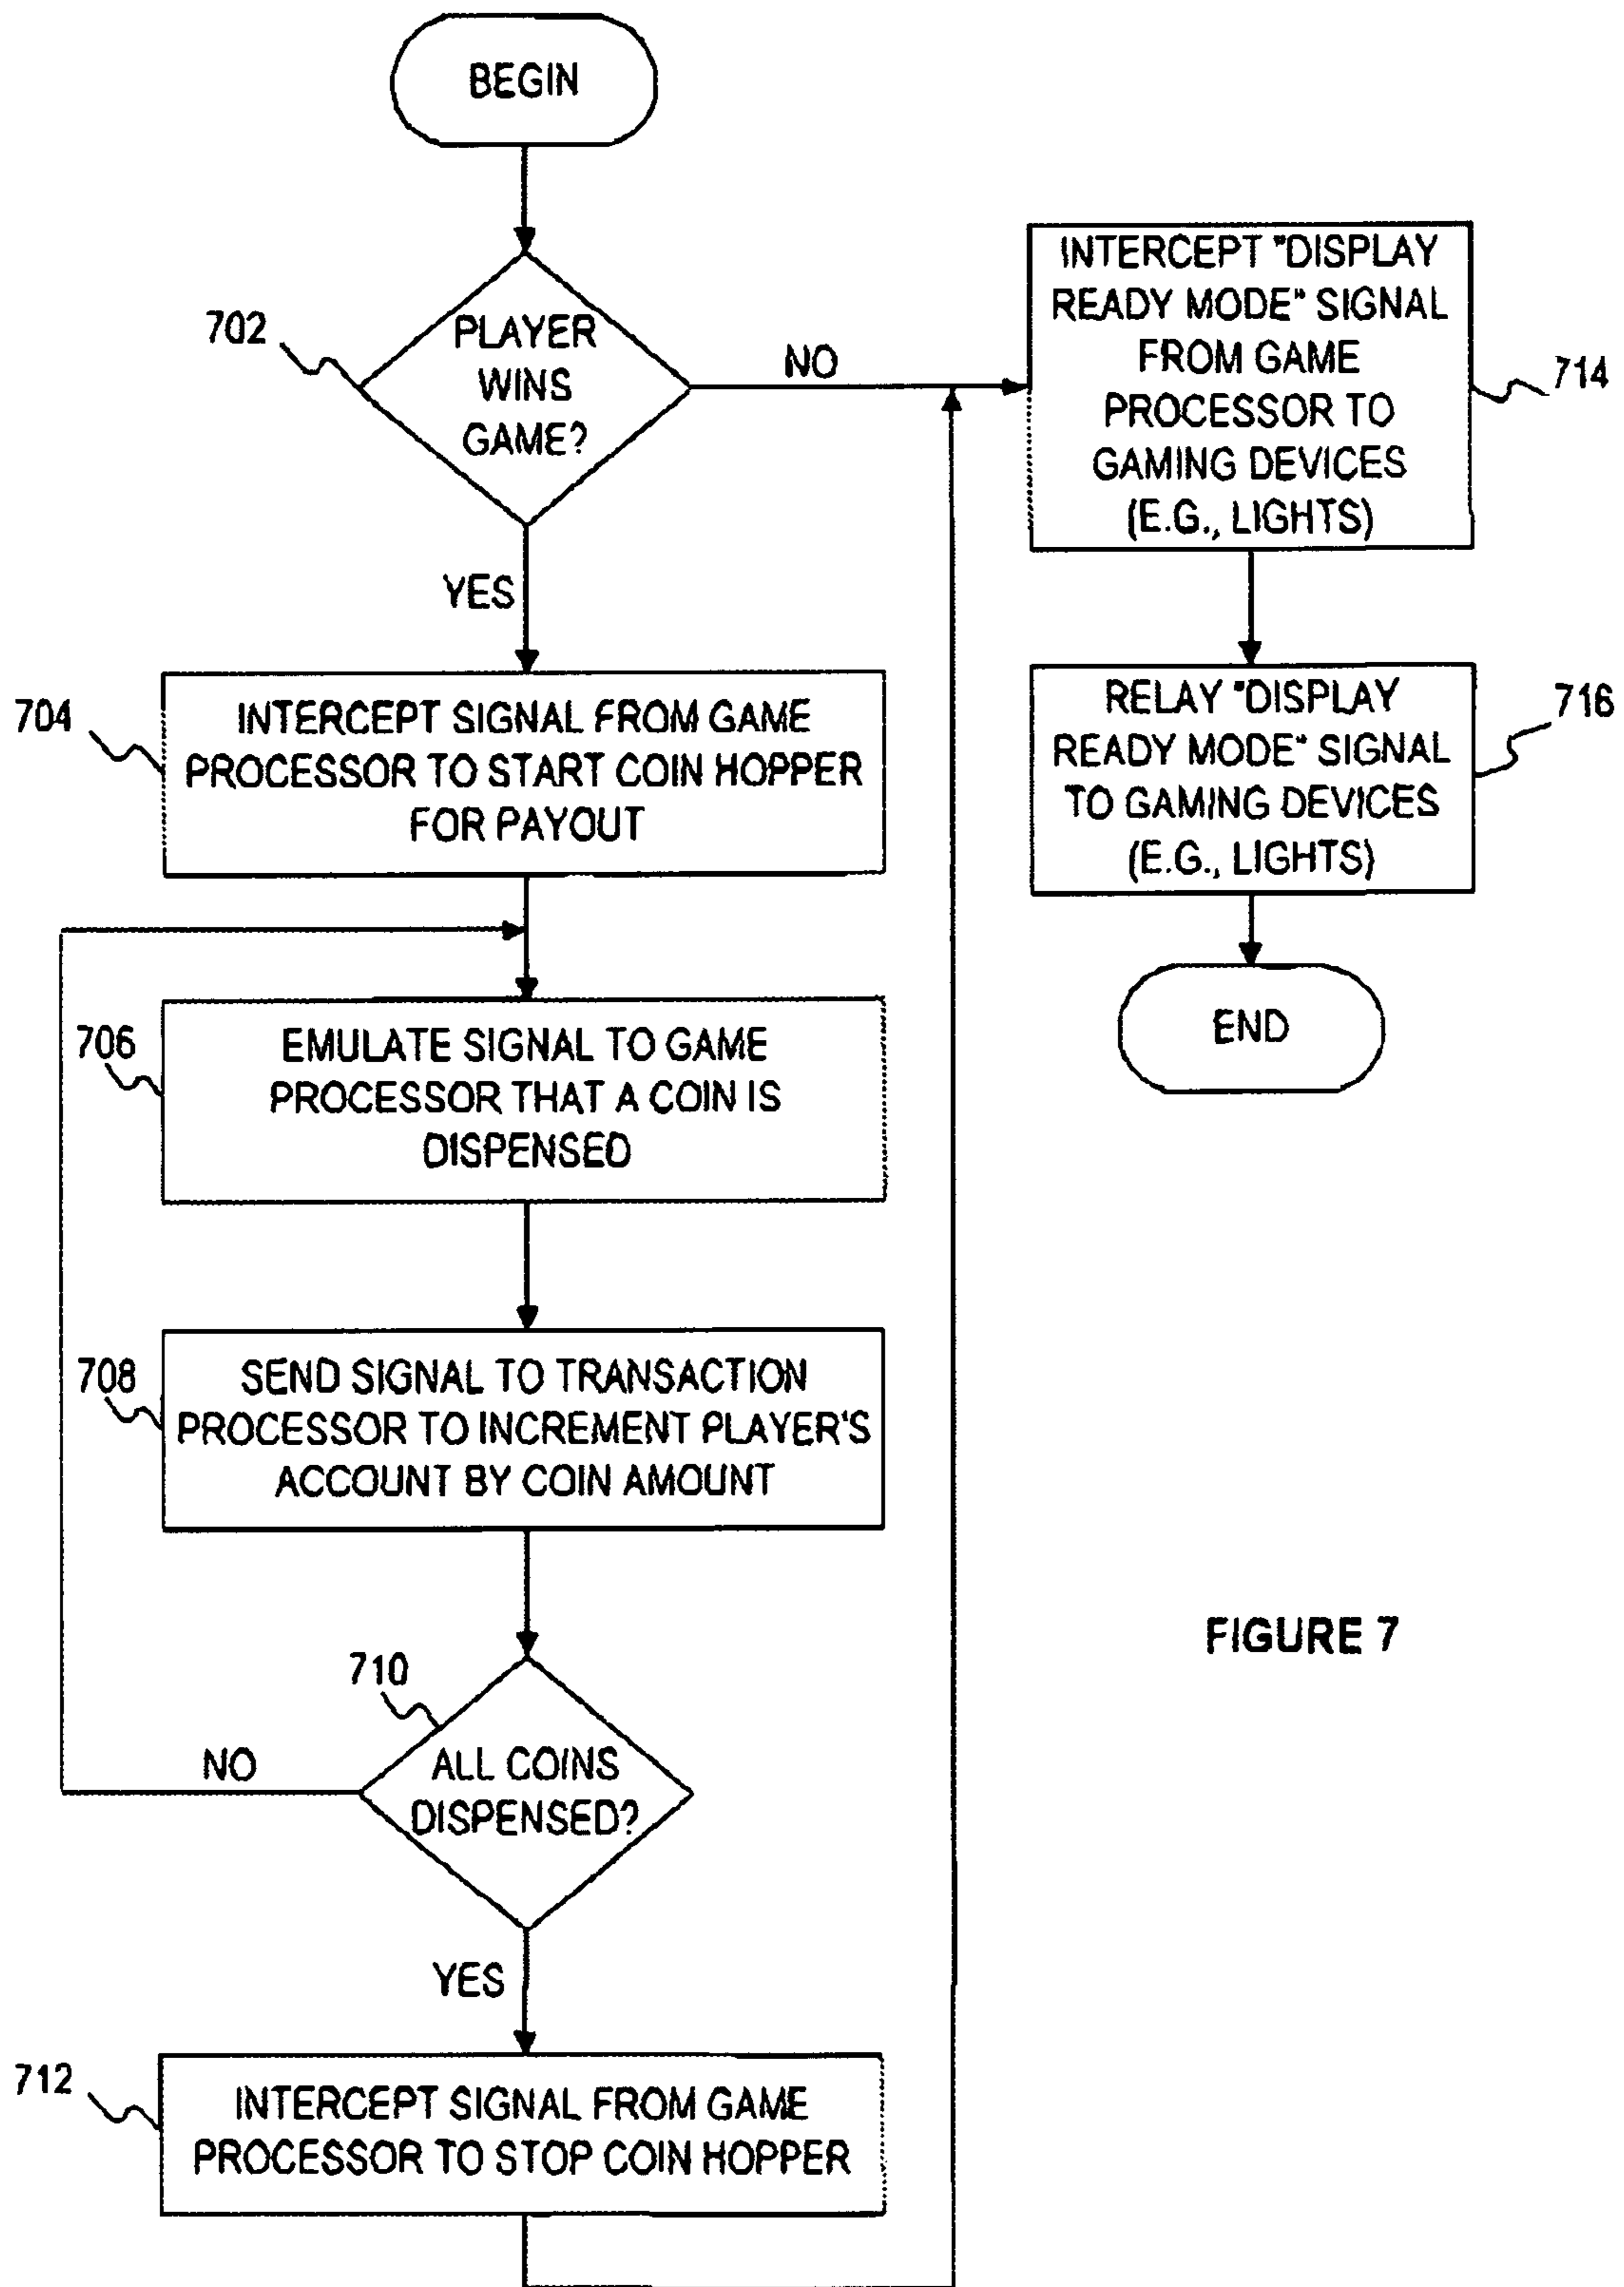 BEGIN
702
PLAYER
WINS
GAME?
NO
YES
704
INTERCEPT SIGNAL FROM GAME
PROCESSOR TO START COIN HOPPER
FOR PAYOUT
706
EMULATE SIGNAL TO GAME
PROCESSOR THAT A COIN IS
DISPENSED
708
SEND SIGNAL TO TRANSACTION
PROCESSOR TO INCREMENT PLAYER'S
ACCOUNT BY COIN AMOUNT
710
ALL COINS
DISPENSED?
NO
YES
712
INTERCEPT SIGNAL FROM GAME
PROCESSOR TO STOP COIN HOPPER
INTERCEPT "DISPLAY
READY MODE" SIGNAL
FROM GAME
PROCESSOR TO
GAMING DEVICES
(E.G., LIGHTS)
714
RELAY "DISPLAY
READY MODE" SIGNAL
TO GAMING DEVICES
(E.G., LIGHTS)
716
END
FIGURE 7